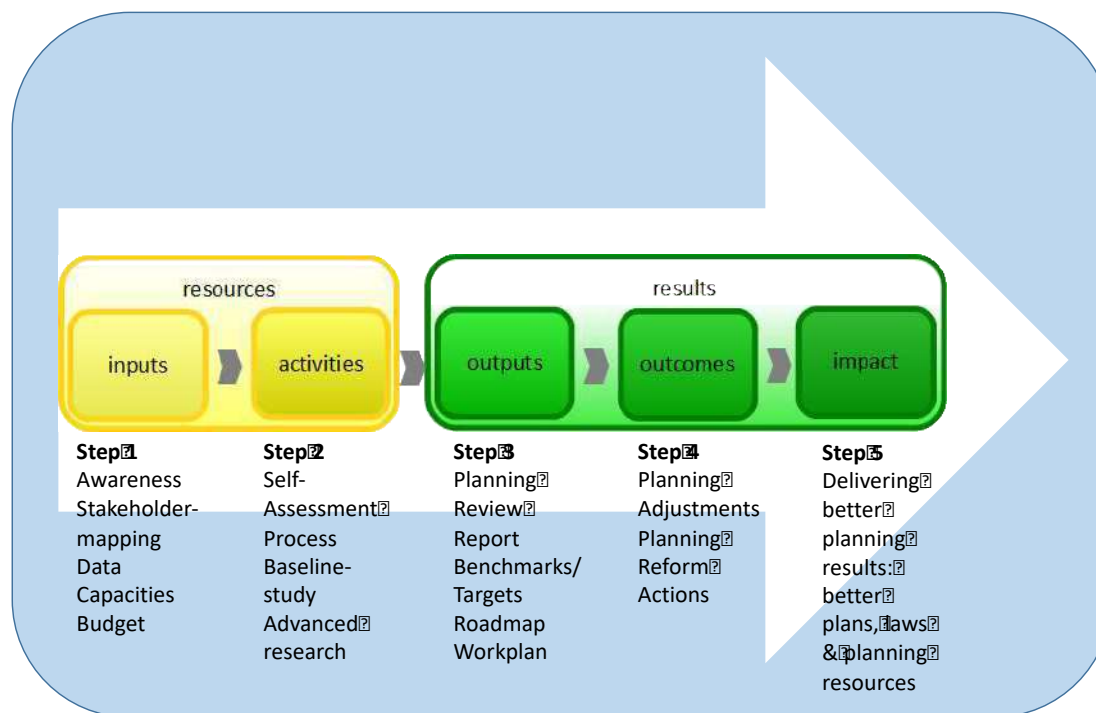 resources
results
inputs
activities
outputs
outcomes
impact
Step 1
Awareness
Stakeholder-
mapping
Data
Capacities
Budget
Step 2
Self-
Assessment
Process
Baseline-
study
Advanced
research
Step 3
Planning
Review
Report
Benchmarks/
Targets
Roadmap
Workplan
Step 4
Planning
Adjustments
Planning
Reform
Actions
Step 5
Delivering
better
planning
results:
better
plans, laws
& planning
resources